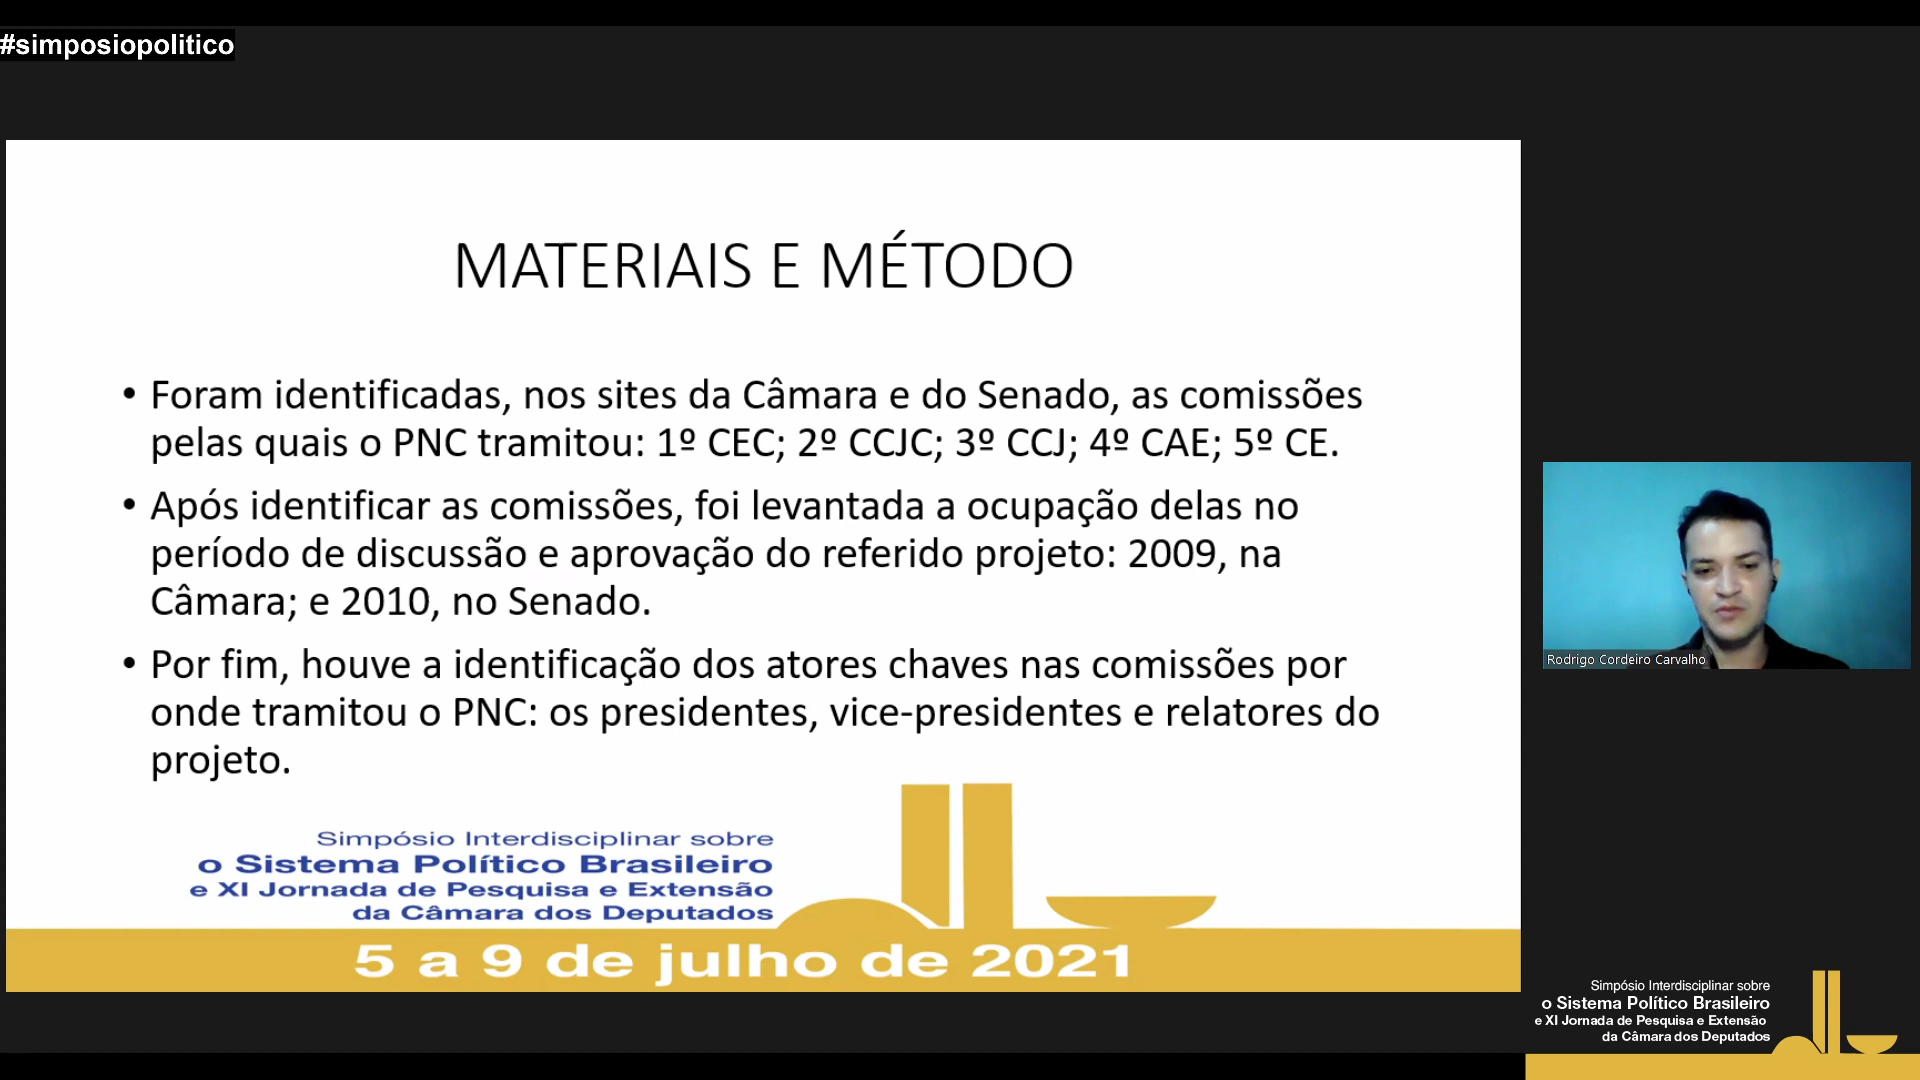 #simposiopolitico
MATERIAIS E MÉTODO
• Foram identificadas, nos sites da Câmara e do Senado, as comissões
pelas quais o PNC tramitou: 1º CEC; 2º CCJC; 3º CCJ; 4º CAE; 5º CE.
• Após identificar as comissões, foi levantada a ocupação delas no
período de discussão e aprovação do referido projeto: 2009, na
Câmara; e 2010, no Senado.
• Por fim, houve a identificação dos atores chaves nas comissões por
onde tramitou o PNC: os presidentes, vice-presidentes e relatores do
projeto.
Simpósio Interdisciplinar sobre
o Sistema Político Brasileiro
e XI Jornada de Pesquisa e Extensão
da Câmara dos Deputados
5 a 9 de julho de 2021
Rodrigo Cordeiro Carvalho
Simpósio Interdisciplinar sobre
o Sistema Político Brasileiro
e XI Jornada de Pesquisa e Extensão
da Câmara dos Deputados